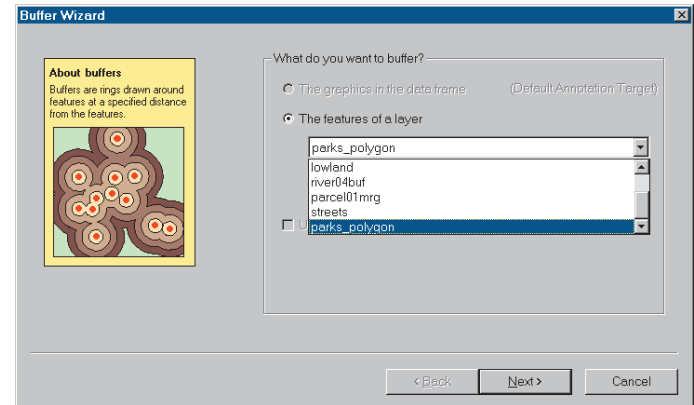 Buffer Wizard
About buffers
Buffers are rings drawn around
features at a specified distance
from the features.
What do you want to buffer?
The graphics in the data frame (Default Annotation Target)
The features of a layer
parks_polygon
lowland
river04buf
parcel01mrg
streets
parks_polygon
< Back
Next >
Cancel